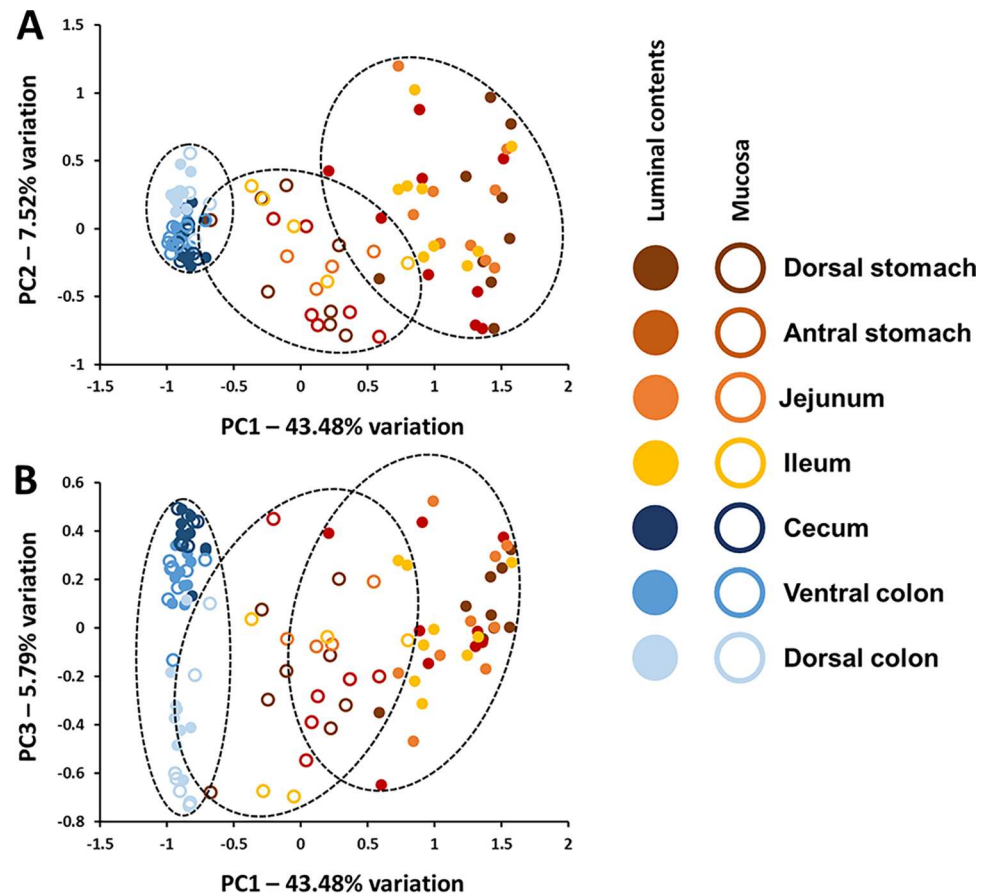 A
1.5
1
0.5
0
-0.5
-1
PC2 – 7.52% variation
-1.5
-1
-0.5
0
0.5
1
1.5
2
PC1 – 43.48% variation
B
0.6
0.4
0.2
0
-0.2
-0.4
-0.6
-0.8
PC3 – 5.79% variation
-1.5
-1
-0.5
0
0.5
1
1.5
2
PC1 – 43.48% variation
Luminal contents
Mucosa
Dorsal stomach
Antral stomach
Jejunum
Ileum
Cecum
Ventral colon
Dorsal colon